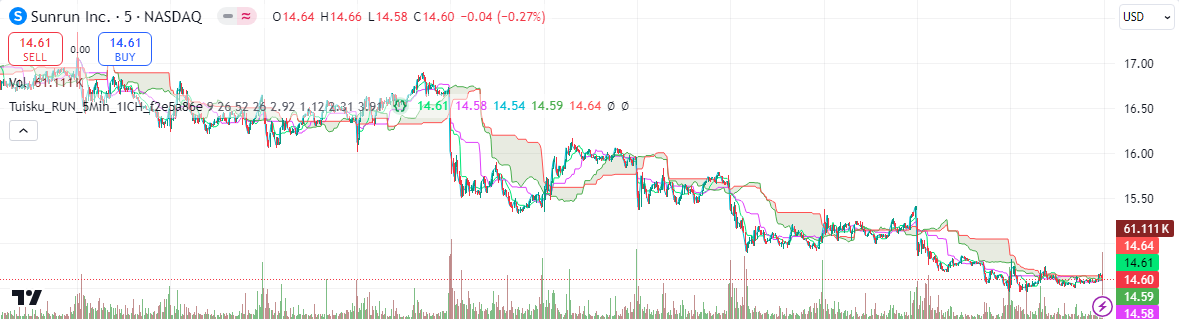 S Sunrun Inc. · 5 · NASDAQ O14.64 H14.66 L14.58 C14.60 −0.04 (−0.27%)
USD
14.61 SELL
0.00
14.61 BUY
Vol 61.111K
Tuisku_RUN_5Min_1ICH_f2e5a86e 9 26 52 26 2.92 1.12 2.31 3.91 14.61 14.58 14.54 14.59 14.64 Ø Ø
17.00
16.50
16.00
15.50
61.111K
14.64
14.61
14.60
14.59
14.58